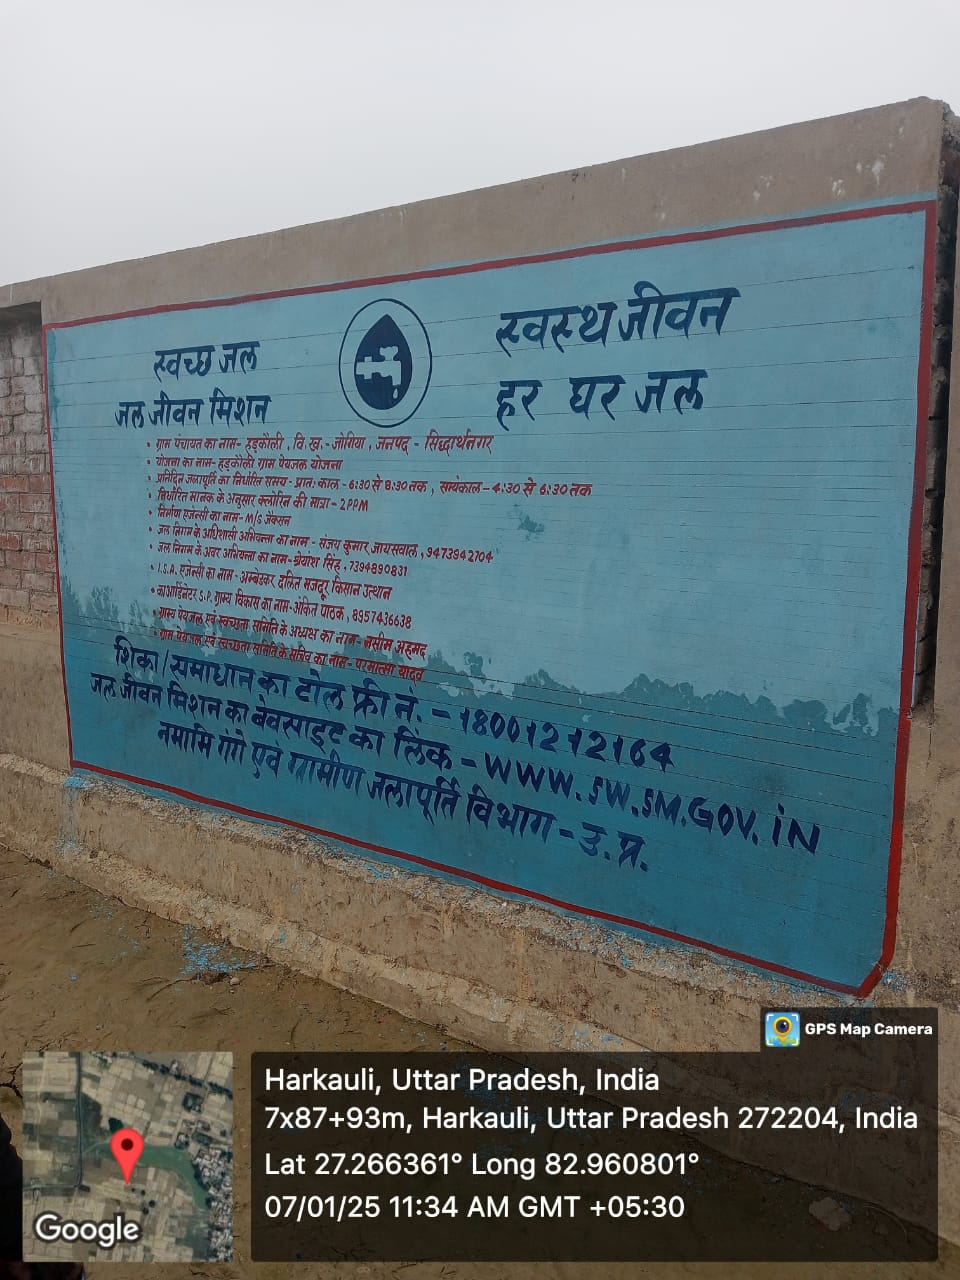 स्वच्छ जल
जल जीवन मिशन
स्वस्थ जीवन
हर घर जल
• ग्राम पंचायत का नाम- हड़कौली, वि.ख.- जोगिया, जनपद - सिद्धार्थनगर
• योजना का नाम- हड़कौली ग्राम पेयजल योजना
• प्रतिदिन जलापूर्ति का निर्धारित समय- प्रातः काल - 6:30 से 8:30 तक, सायंकाल - 4:30 से 6:30 तक
• निर्धारित मानक के अनुसार क्लोरिन की मात्रा - 2 PPM
• निर्माण एजेन्सी का नाम- M/S जैक्सन
• जल निगम के अधिशासी अभियन्ता का नाम - संजय कुमार जायसवाल, 9473942704
• जल निगम के अवर अभियन्ता का नाम- श्रेयांश सिंह, 7394890831
• I.S.A. एजेन्सी का नाम - अम्बेडकर दलित मजदूर किसान उत्थान
• काआर्डिनेटर S.P. ग्राम्य विकास का नाम- अंकित पाठक, 8957436638
• ग्राम्य पेयजल एवं स्वच्छता समिति के अध्यक्ष का नाम- नसीम अहमद
• ग्राम पेयजल एवं स्वच्छता समिति के सचिव का नाम- परमात्मा यादव
शिका/समाधान का टोल फ्री नं. - 18001212164
जल जीवन मिशन का बेवसाइट का लिंक - WWW.SW.SM.GOV.iN
नमामि गंगे एवं ग्रामीण जलापूर्ति विभाग - उ.प्र.
GPS Map Camera
Harkauli, Uttar Pradesh, India
7x87+93m, Harkauli, Uttar Pradesh 272204, India
Lat 27.266361° Long 82.960801°
07/01/25 11:34 AM GMT +05:30
Google